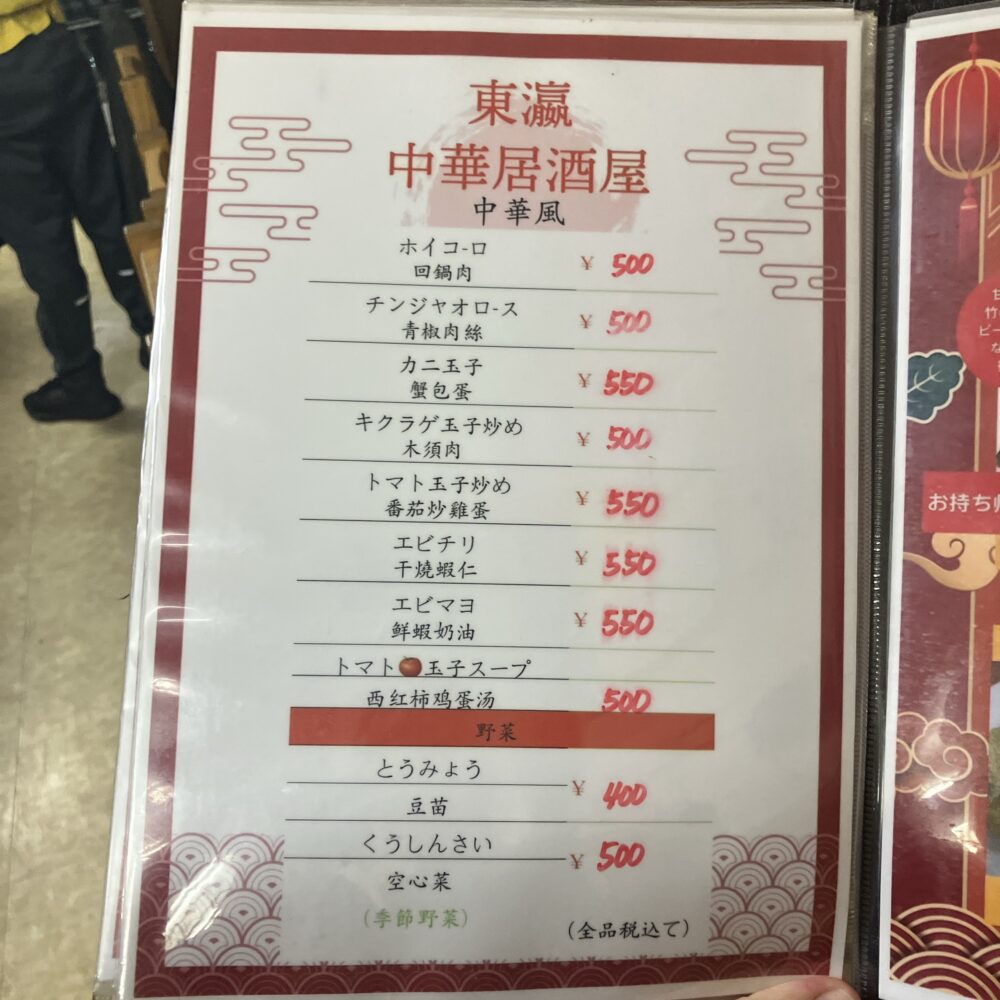 東瀛
中華居酒屋
中華風
ホイコ-ロ
回鍋肉
¥ 500
チンジャオロ-ス
青椒肉絲
¥ 500
カニ玉子
蟹包蛋
¥ 550
キクラゲ玉子炒め
木須肉
¥ 500
トマト玉子炒め
番茄炒雞蛋
¥ 550
エビチリ
干燒蝦仁
¥ 550
エビマヨ
鲜蝦奶油
¥ 550
トマト🍅玉子スープ
西红柿鸡蛋汤
500
野菜
とうみょう
豆苗
¥ 400
くうしんさい
空心菜
¥ 500
(季節野菜)
(全品税込て)
お持ち